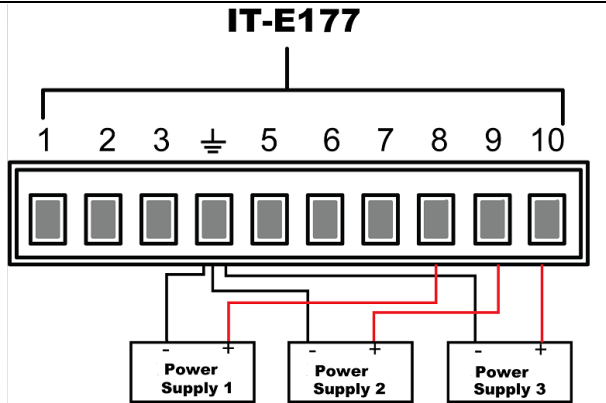 IT-E177
1 2 3 5 6 7 8 9 10
- + - + - +
Power Power Power
Supply 1 Supply 2 Supply 3